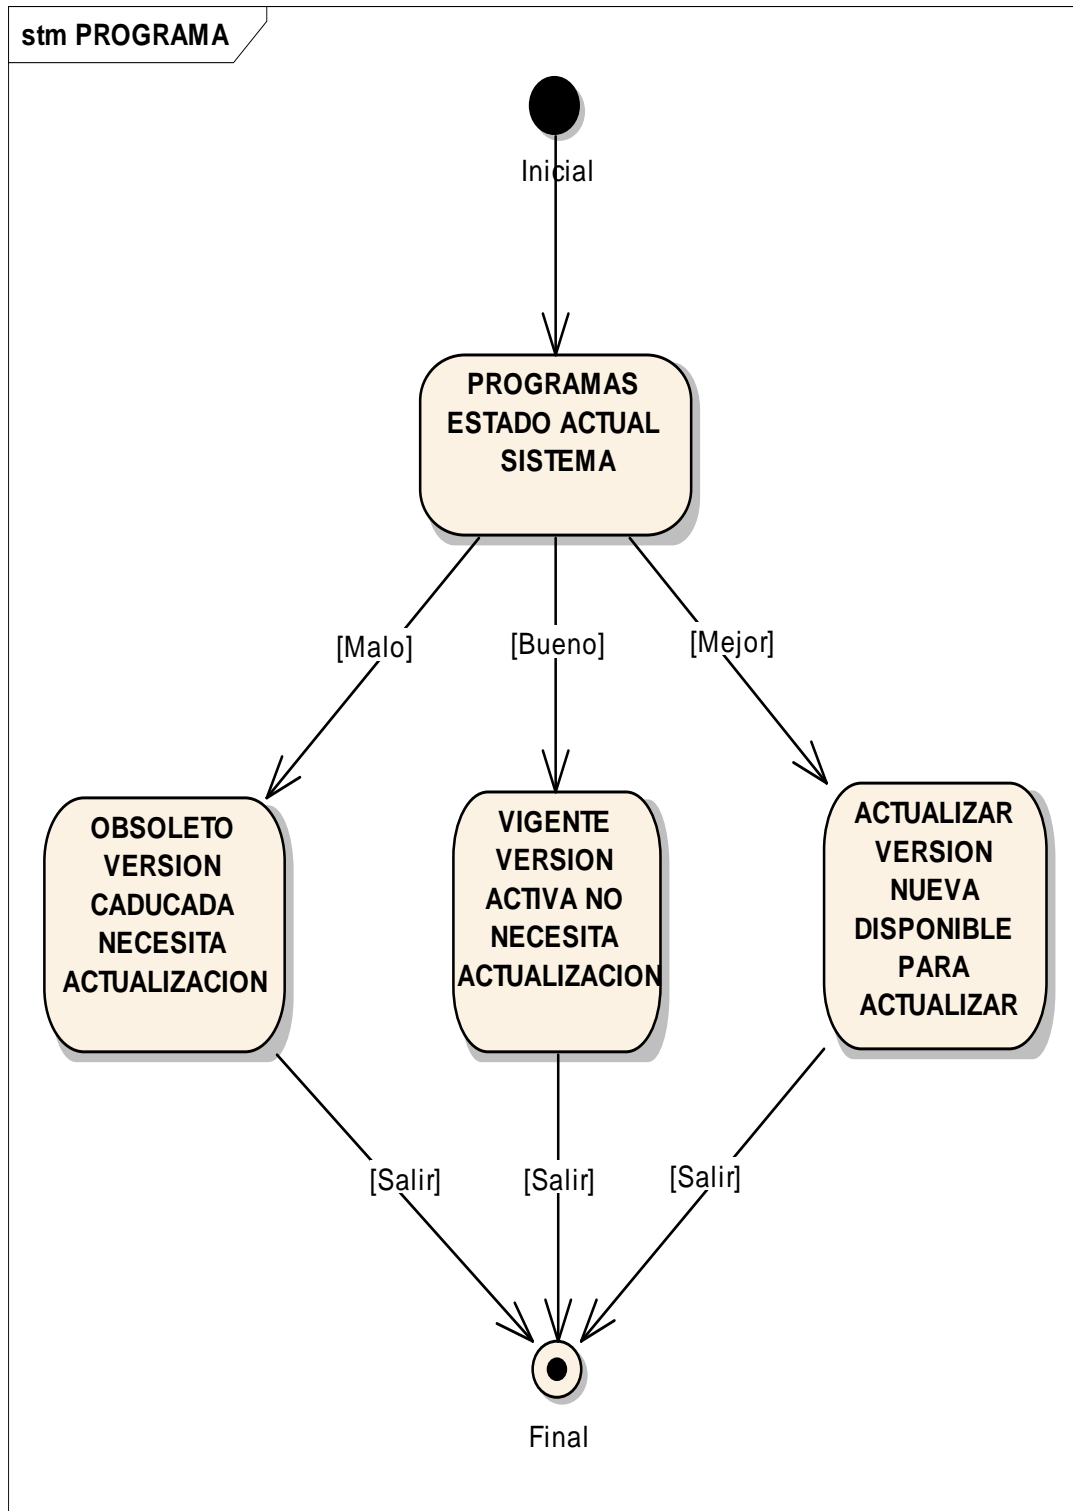 stm PROGRAMA
Inicial
PROGRAMAS
ESTADO ACTUAL
SISTEMA
[Malo]
[Bueno]
[Mejor]
OBSOLETO
VERSION
CADUCADA
NECESITA
ACTUALIZACION
VIGENTE
VERSION
ACTIVA NO
NECESITA
ACTUALIZACION
ACTUALIZAR
VERSION
NUEVA
DISPONIBLE
PARA
ACTUALIZAR
[Salir]
[Salir]
[Salir]
Final